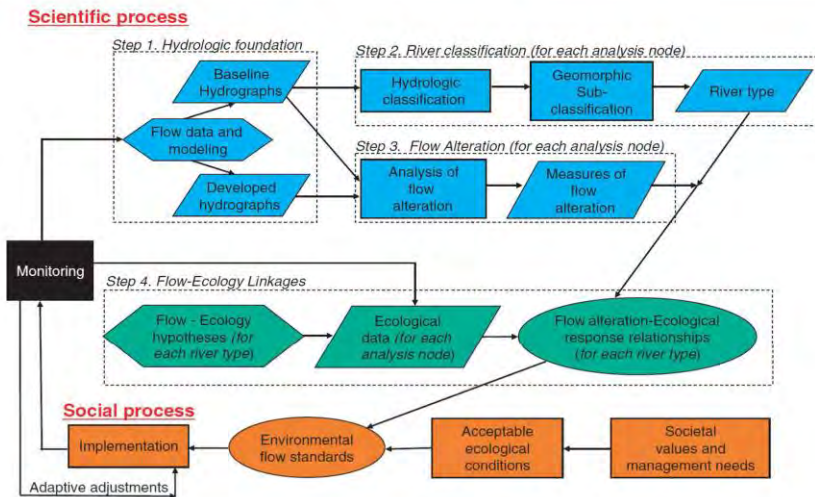 Scientific process
Step 1. Hydrologic foundation
Step 2. River classification (for each analysis node)
Baseline
Hydrographs
Hydrologic
classification
Geomorphic
Sub-
classification
River type
Flow data and
modeling
Step 3.  Flow Alteration (for each analysis node)
Developed
hydrographs
Analysis of
flow
alteration
Measures of
flow
alteration
Monitoring
Step 4. Flow-Ecology Linkages
Flow - Ecology
hypotheses (for
each river type)
Ecological
data (for each
analysis node)
Flow alteration-Ecological
response relationships
(for each river type)
Social process
Implementation
Environmental
flow standards
Acceptable
ecological
conditions
Societal
values and
management needs
Adaptive adjustments